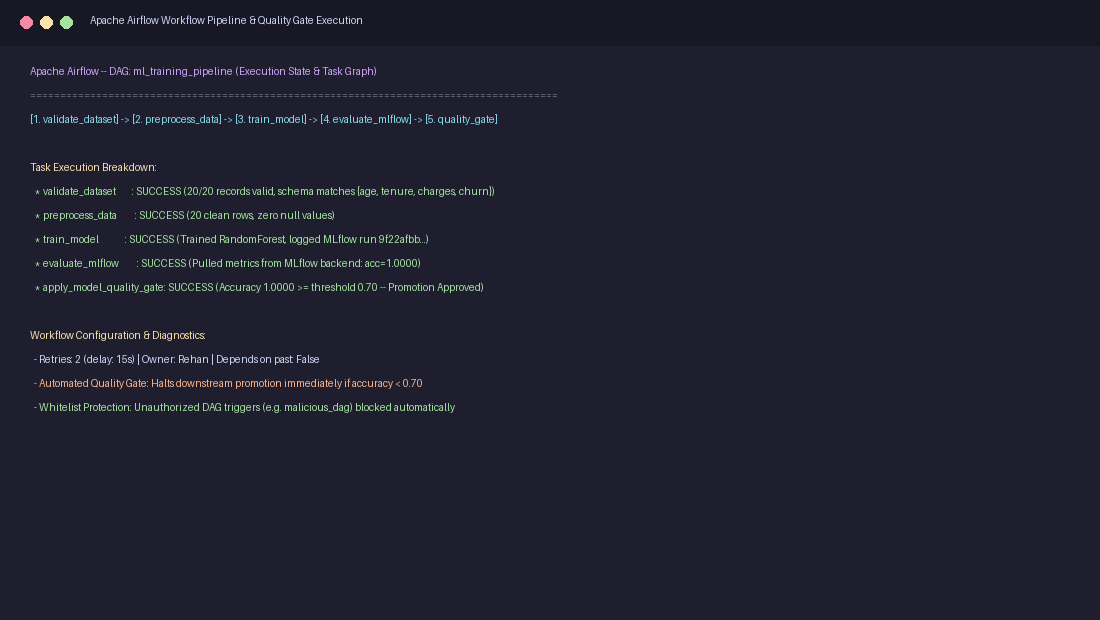 Apache Airflow Workflow Pipeline & Quality Gate Execution
Apache Airflow -- DAG: ml_training_pipeline (Execution State & Task Graph)
========================================================================================
[1. validate_dataset] -> [2. preprocess_data] -> [3. train_model] -> [4. evaluate_mlflow] -> [5. quality_gate]
Task Execution Breakdown:
* validate_dataset : SUCCESS (20/20 records valid, schema matches {age, tenure, charges, churn})
* preprocess_data : SUCCESS (20 clean rows, zero null values)
* train_model : SUCCESS (Trained RandomForest, logged MLflow run 9f22afbb...)
* evaluate_mlflow : SUCCESS (Pulled metrics from MLflow backend: acc=1.0000)
* apply_model_quality_gate: SUCCESS (Accuracy 1.0000 >= threshold 0.70 -- Promotion Approved)
Workflow Configuration & Diagnostics:
- Retries: 2 (delay: 15s) | Owner: Rehan | Depends on past: False
- Automated Quality Gate: Halts downstream promotion immediately if accuracy < 0.70
- Whitelist Protection: Unauthorized DAG triggers (e.g. malicious_dag) blocked automatically